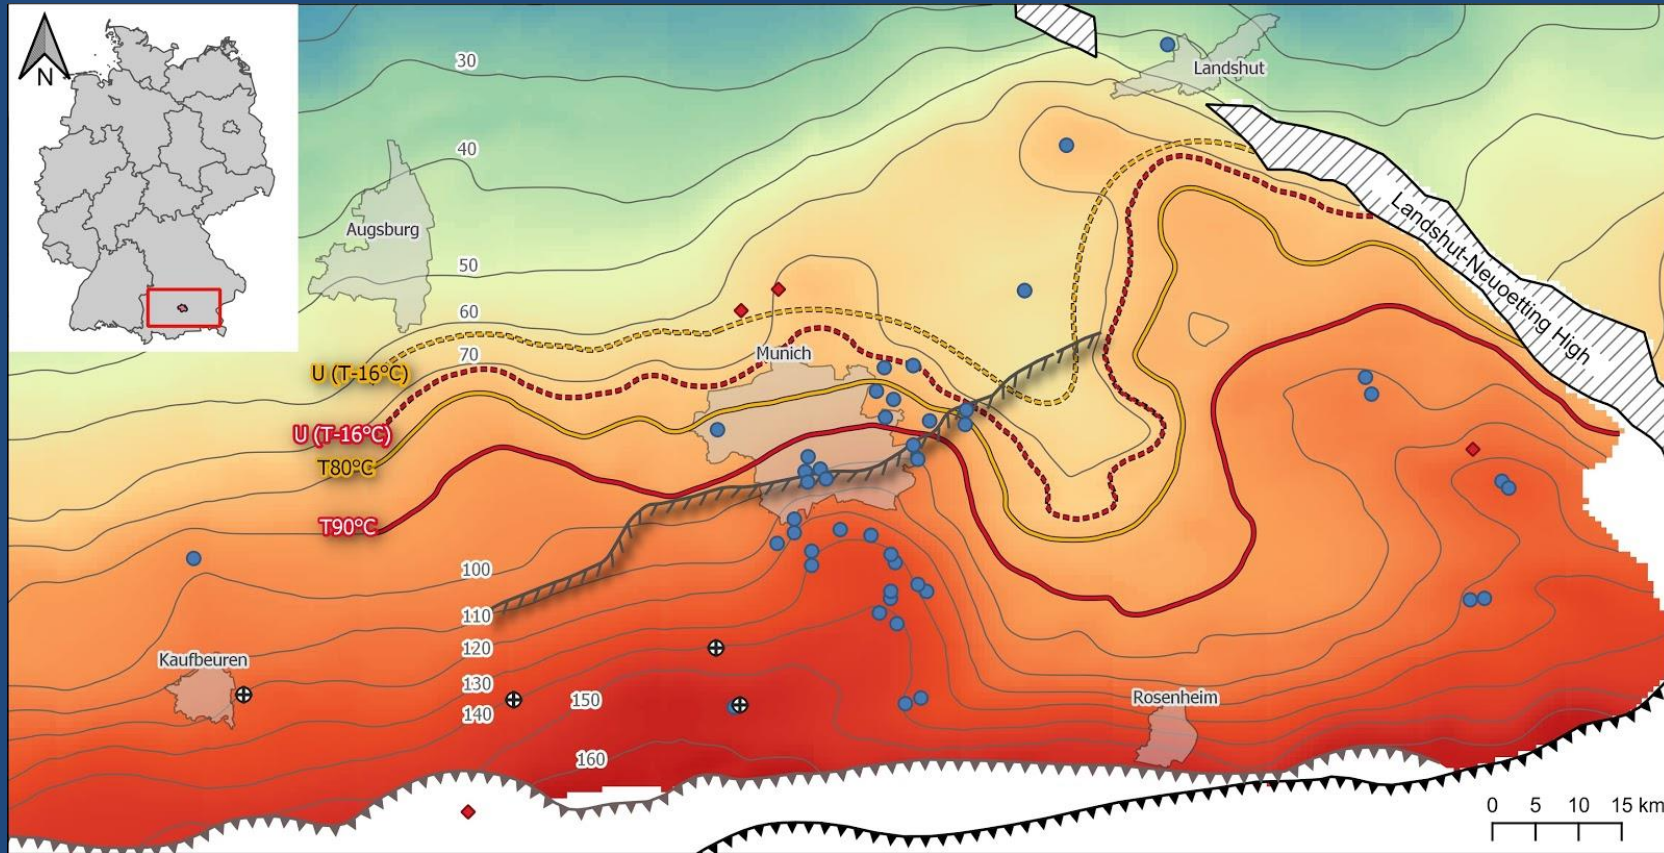 N
30
Landshut
40
Augsburg
50
60
70
Munich
U (T-16°C)
U (T-16°C)
T80°C
T90°C
Landshut-Neuoetting High
100
110
120
130
140
150
160
Kaufbeuren
Rosenheim
0 5 10 15 km